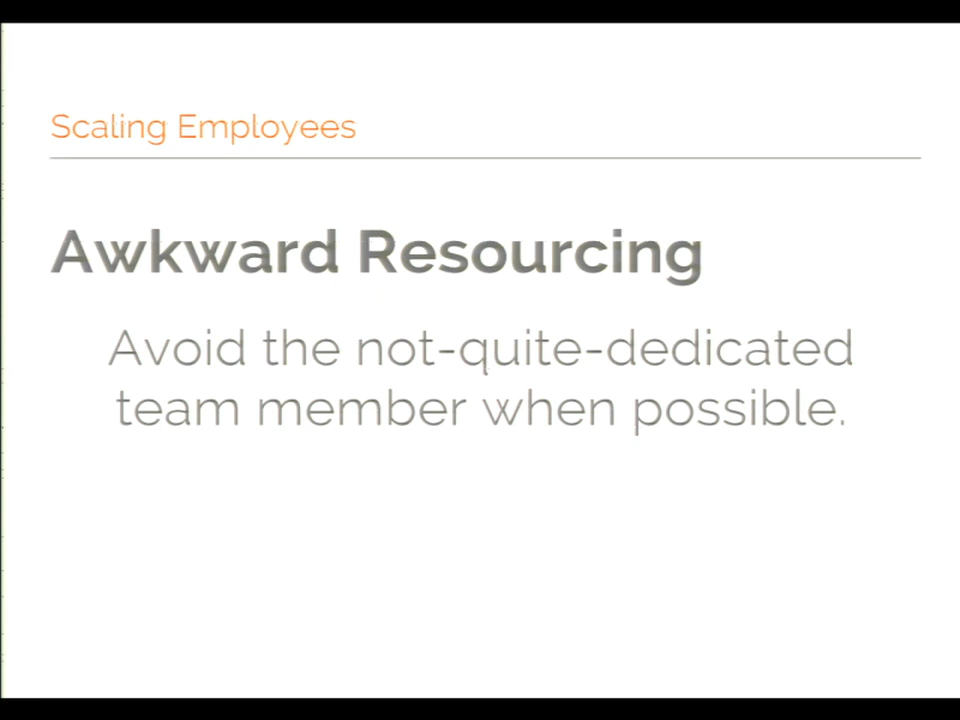 Scaling Employees
Awkward Resourcing
Avoid the not-quite-dedicated
team member when possible.